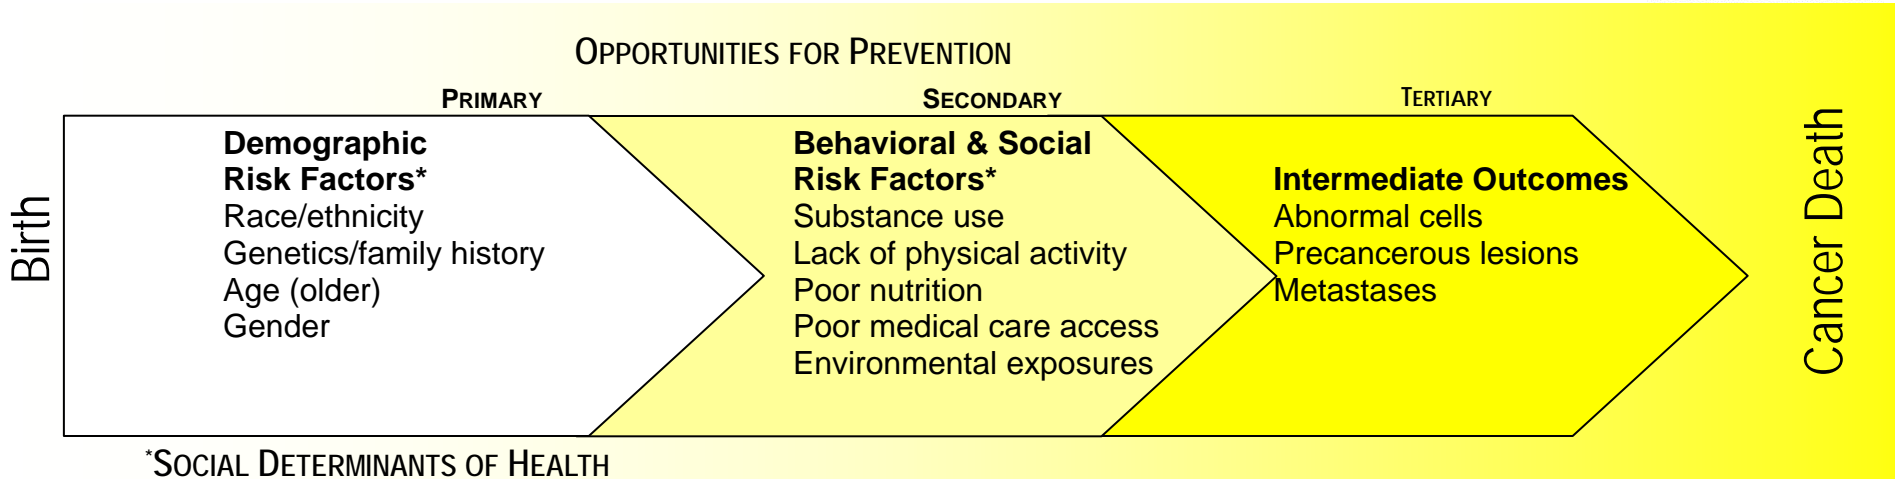 OPPORTUNITIES FOR PREVENTION
PRIMARY
SECONDARY
TERTIARY
Birth
Demographic
Risk Factors*
Race/ethnicity
Genetics/family history
Age (older)
Gender
Behavioral & Social
Risk Factors*
Substance use
Lack of physical activity
Poor nutrition
Poor medical care access
Environmental exposures
Intermediate Outcomes
Abnormal cells
Precancerous lesions
Metastases
Cancer Death
*SOCIAL DETERMINANTS OF HEALTH